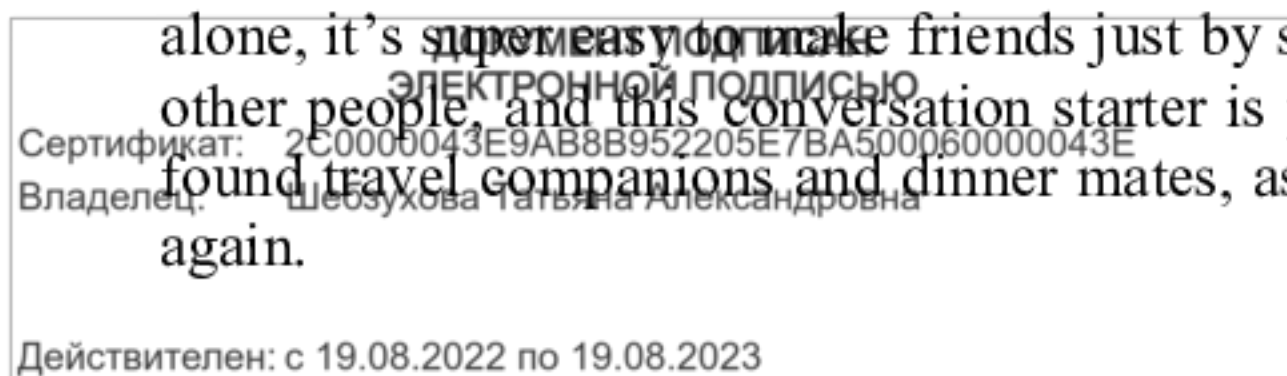 alone, it’s super easy to make friends just by s
ДОКУМЕНТ ПОДПИСАН
ЭЛЕКТРОННОЙ ПОДПИСЬЮ
other people, and this conversation starter is
Сертификат: 2C0000043E9AB8B952205E7BA500060000043E
found travel companions and dinner mates, as
Владелец: Шебзухова Татьяна Александровна
again.
Действителен: с 19.08.2022 по 19.08.2023